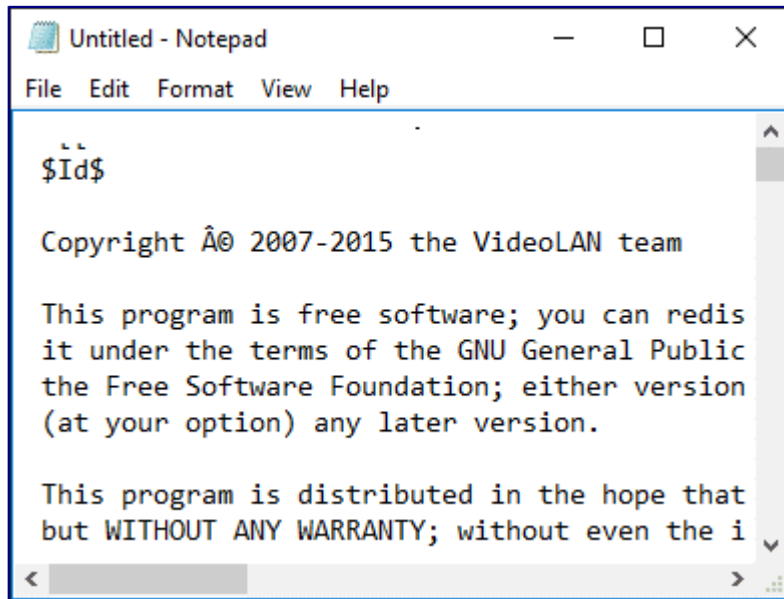 Untitled - Notepad
File Edit Format View Help
$Id$
Copyright Â© 2007-2015 the VideoLAN team
This program is free software; you can redis
it under the terms of the GNU General Public
the Free Software Foundation; either version
(at your option) any later version.
This program is distributed in the hope that
but WITHOUT ANY WARRANTY; without even the i